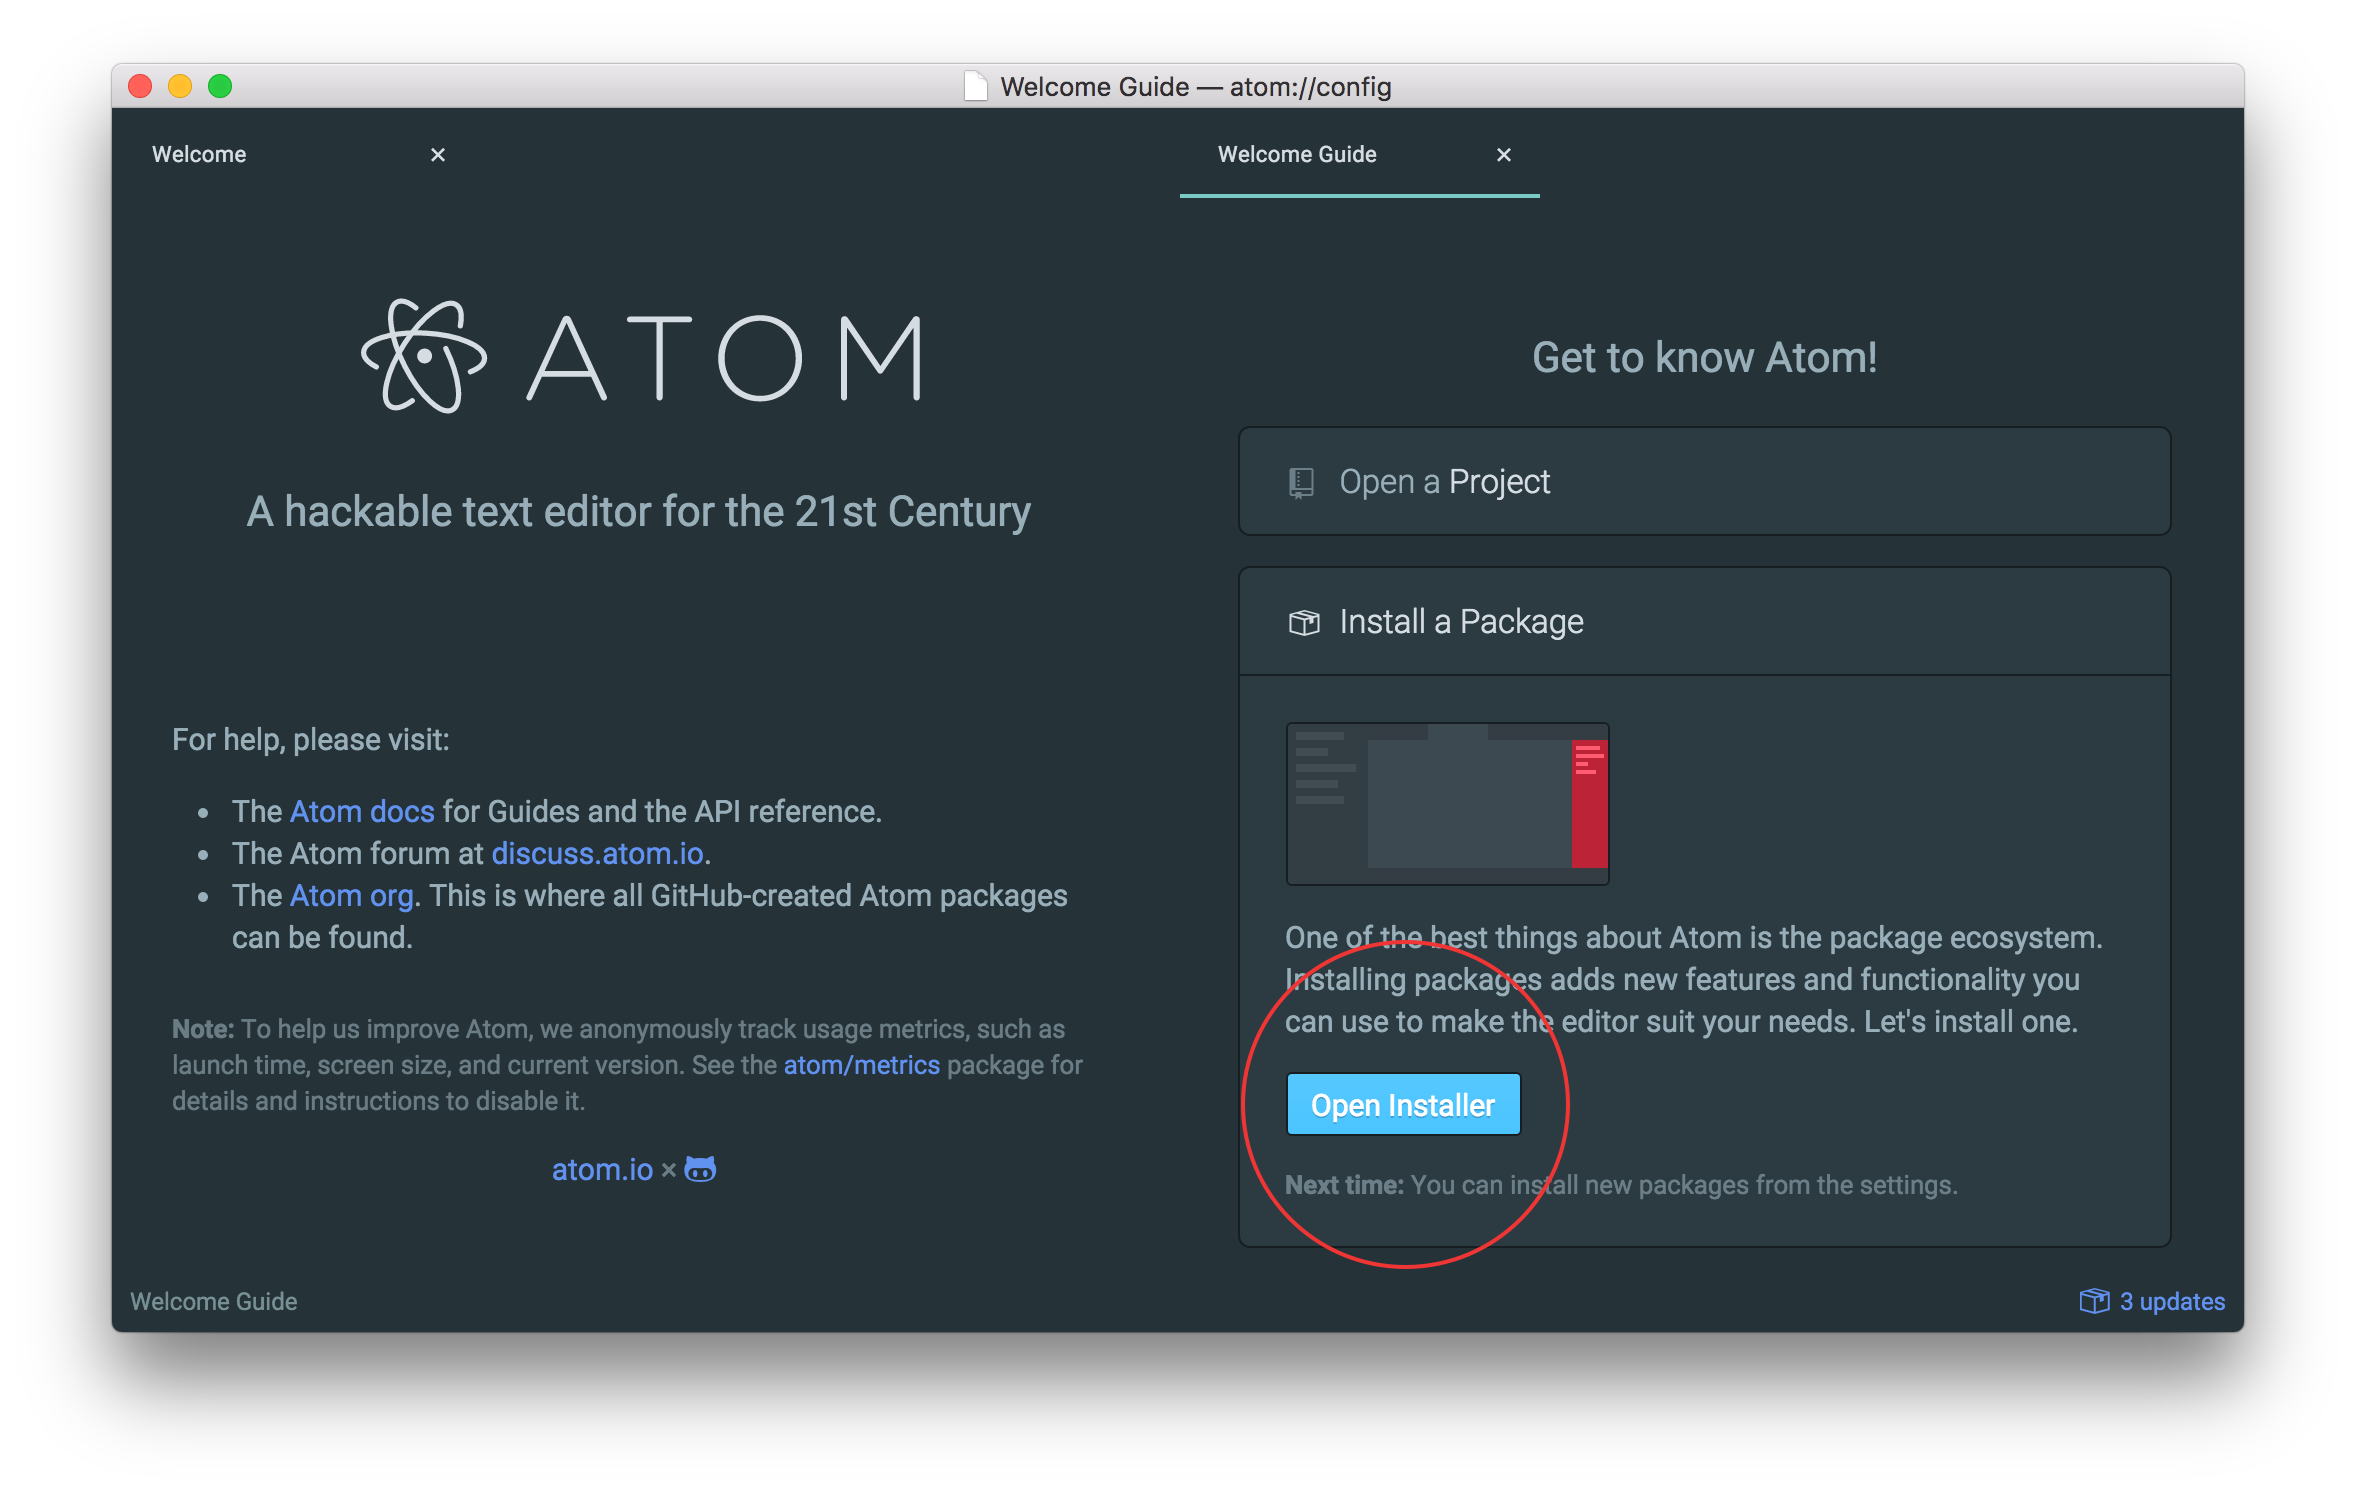 Welcome Guide — atom://config
Welcome
ATOM
A hackable text editor for the 21st Century
For help, please visit:
• The Atom docs for Guides and the API reference.
• The Atom forum at discuss.atom.io.
• The Atom org. This is where all GitHub-created Atom packages
can be found.
Note: To help us improve Atom, we anonymously track usage metrics, such as
launch time, screen size, and current version. See the atom/metrics package for
details and instructions to disable it.
atom.io ×
Welcome Guide
Get to know Atom!
Open a Project
Install a Package
One of the best things about Atom is the package ecosystem.
Installing packages adds new features and functionality you
can use to make the editor suit your needs. Let's install one.
Open Installer
Next time: You can install new packages from the settings.
Welcome Guide
3 updates